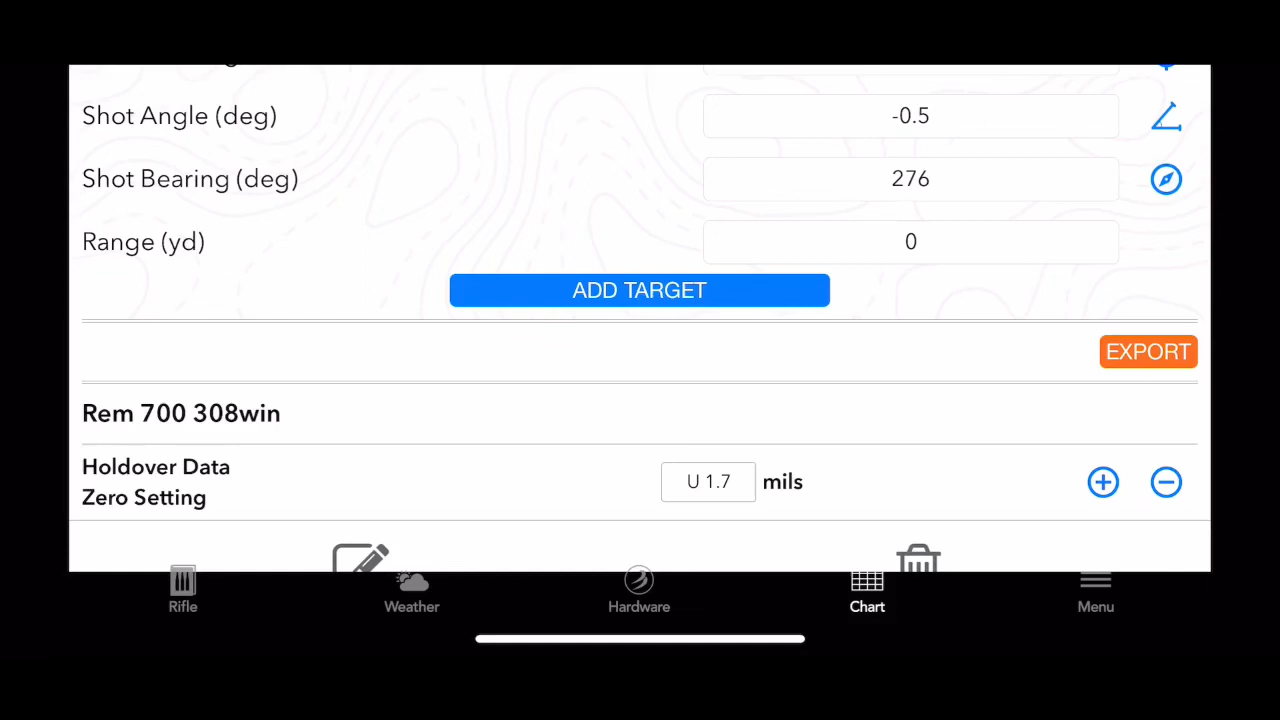 Shot Angle (deg) -0.5
Shot Bearing (deg) 276
Range (yd) 0
ADD TARGET
EXPORT
Rem 700 308win
Holdover Data
Zero Setting
U 1.7 mils
Rifle Weather Hardware Chart Menu